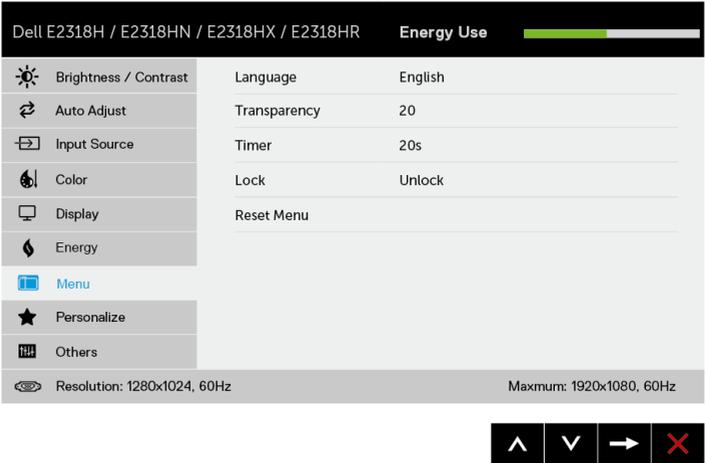 Dell E2318H / E2318HN / E2318HX / E2318HR Energy Use
Brightness / Contrast Language English
Auto Adjust Transparency 20
Input Source Timer 20s
Color Lock Unlock
Display Reset Menu
Energy
Menu
Personalize
Others
Resolution: 1280x1024, 60Hz Maxmum: 1920x1080, 60Hz